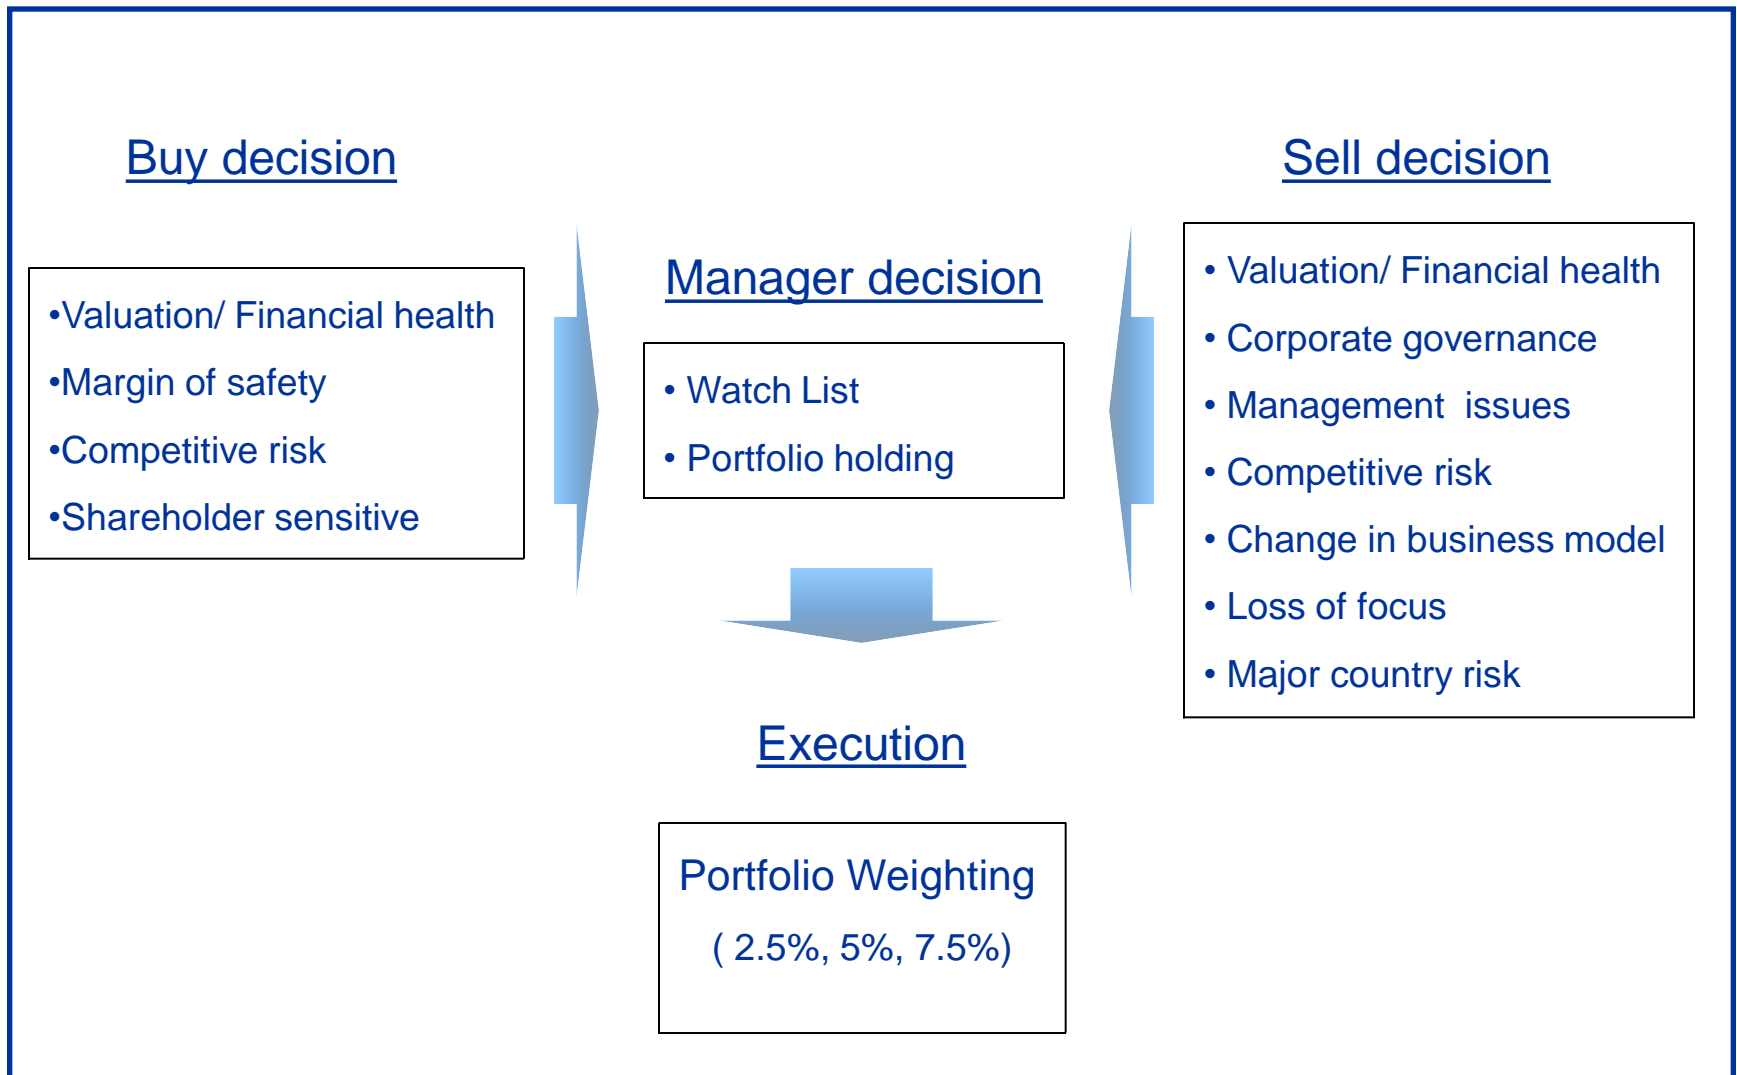 Buy decision
•Valuation/ Financial health
•Margin of safety
•Competitive risk
•Shareholder sensitive
Manager decision
• Watch List
• Portfolio holding
Sell decision
• Valuation/ Financial health
• Corporate governance
• Management  issues
• Competitive risk
• Change in business model
• Loss of focus
• Major country risk
Execution
Portfolio Weighting
( 2.5%, 5%, 7.5%)